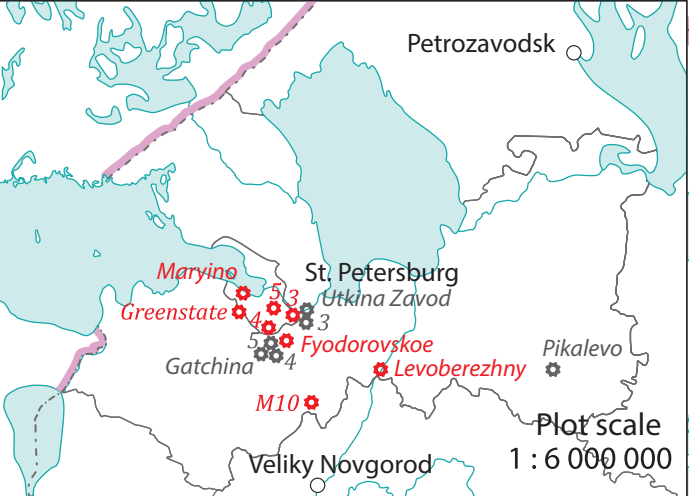 Petrozavodsk
St. Petersburg
Maryino
5
3
Utkina Zavod
Greenstate
4
3
5
Fyodorovskoe
Gatchina
4
Levoberezhny
Pikalevo
M10
Plot scale
1 : 6 000 000
Veliky Novgorod